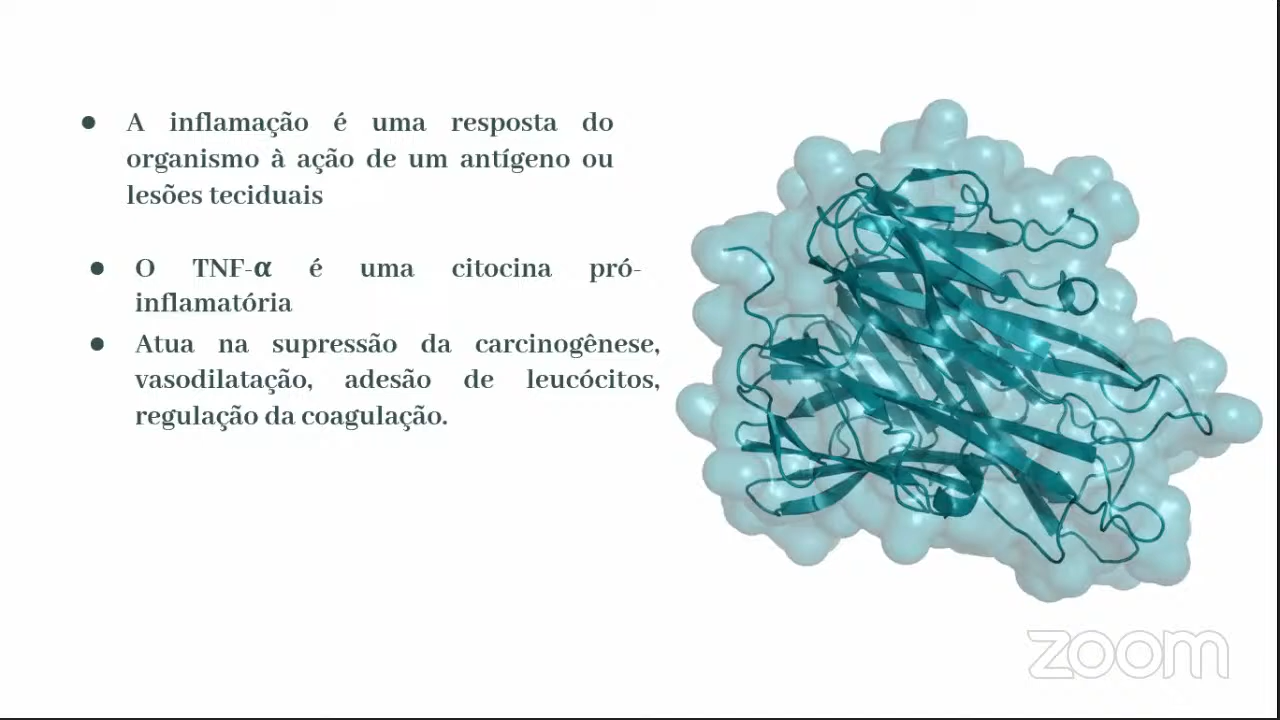 ● A inflamação é uma resposta do
organismo à ação de um antígeno ou
lesões teciduais
● O TNF-α é uma citocina pró-
inflamatória
● Atua na supressão da carcinogênese,
vasodilatação, adesão de leucócitos,
regulação da coagulação.
zoom